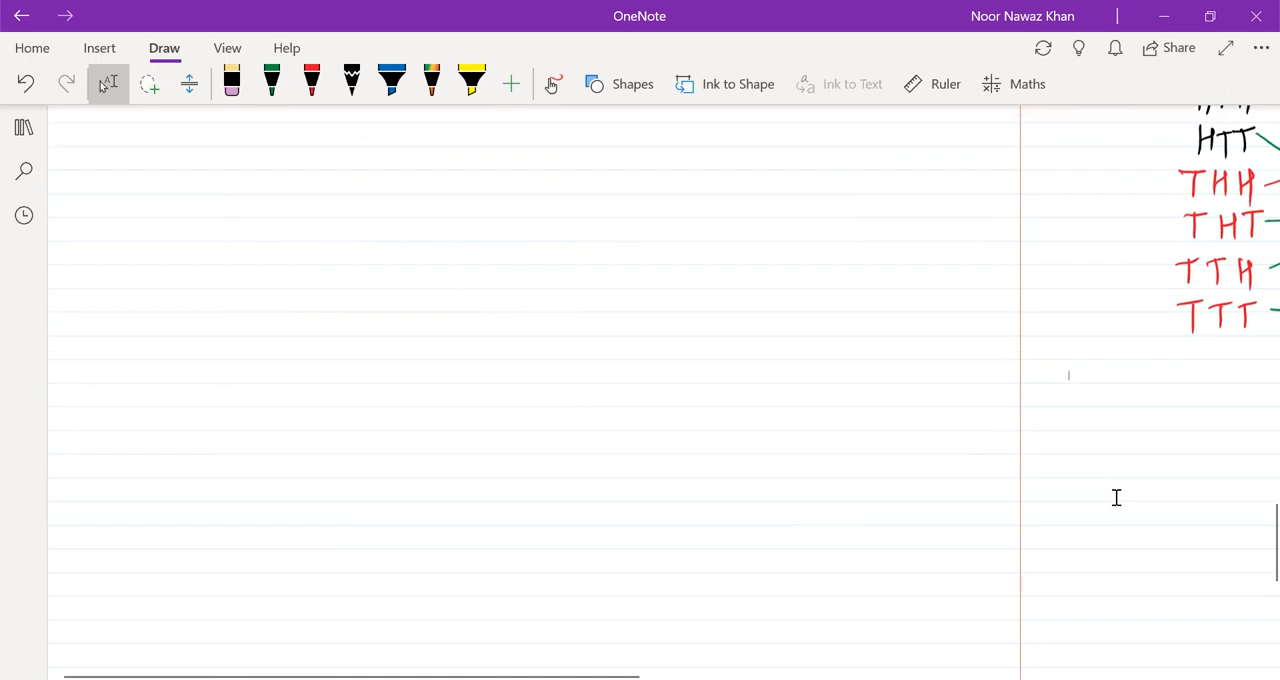 OneNote
Noor Nawaz Khan
Home
Insert
Draw
View
Help
Share
Shapes
Ink to Shape
Ink to Text
Ruler
Maths
HTT
THH
THT
TTH
TTT